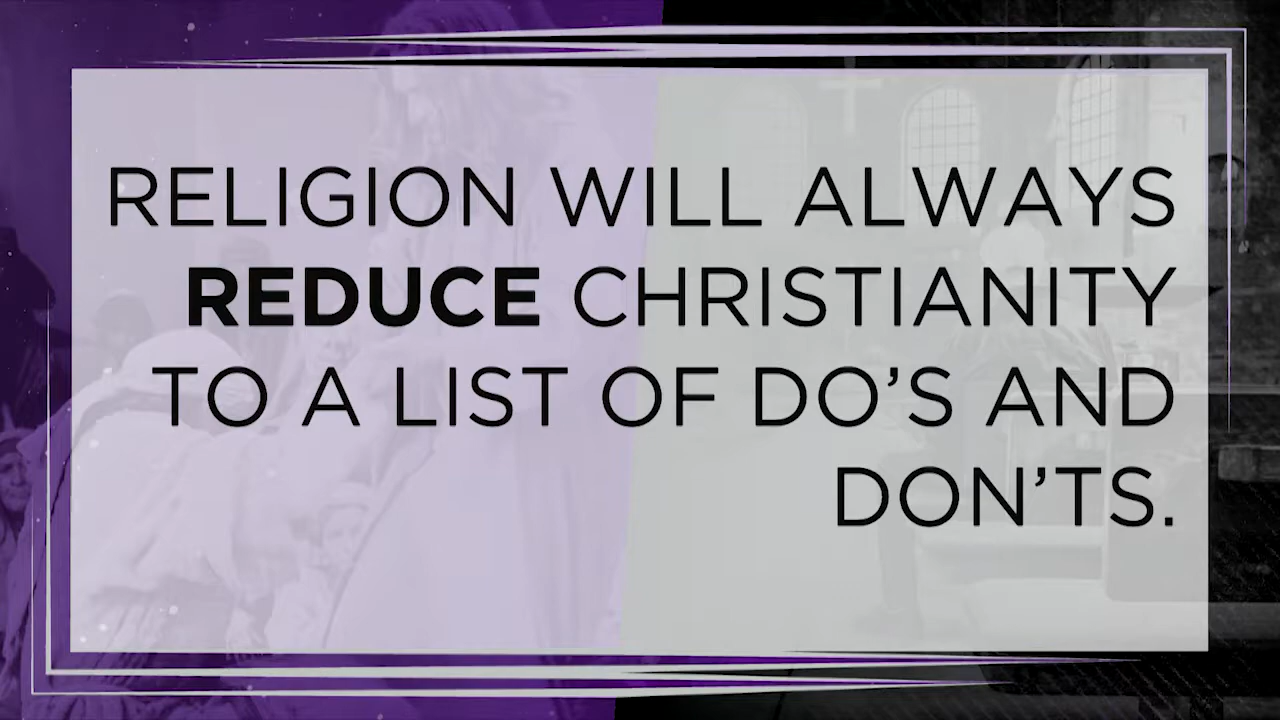 RELIGION WILL ALWAYS
REDUCE CHRISTIANITY
TO A LIST OF DO’S AND
DON’TS.